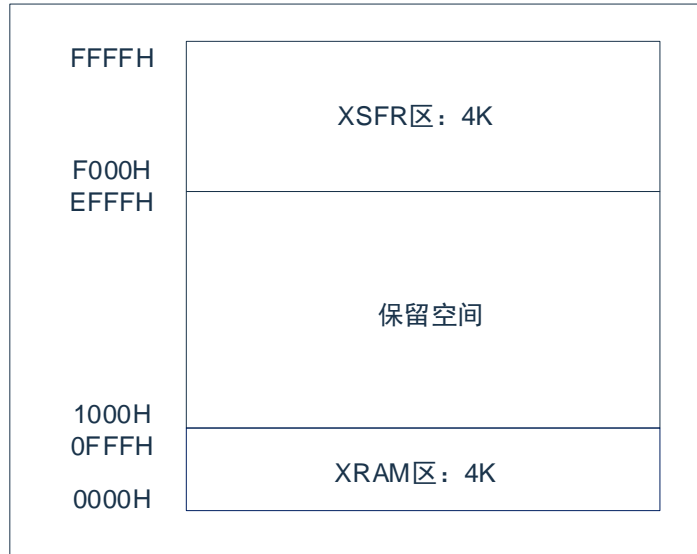 FFFFH
XSFR区：4K
F000H
EFFFH
保留空间
1000H
0FFFH
XRAM区：4K
0000H